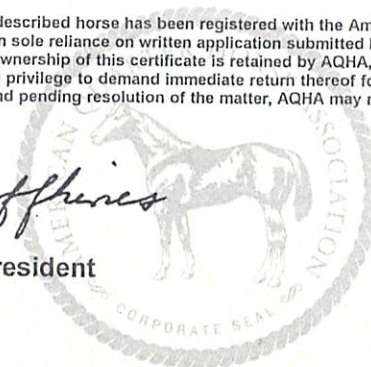 described horse has been registered with the Am
n sole reliance on written application submitted
wnership of this certificate is retained by AQHA,
privilege to demand immediate return thereof fo
nd pending resolution of the matter, AQHA may
resident
ASSOCIATION
CORPORATE SEAL